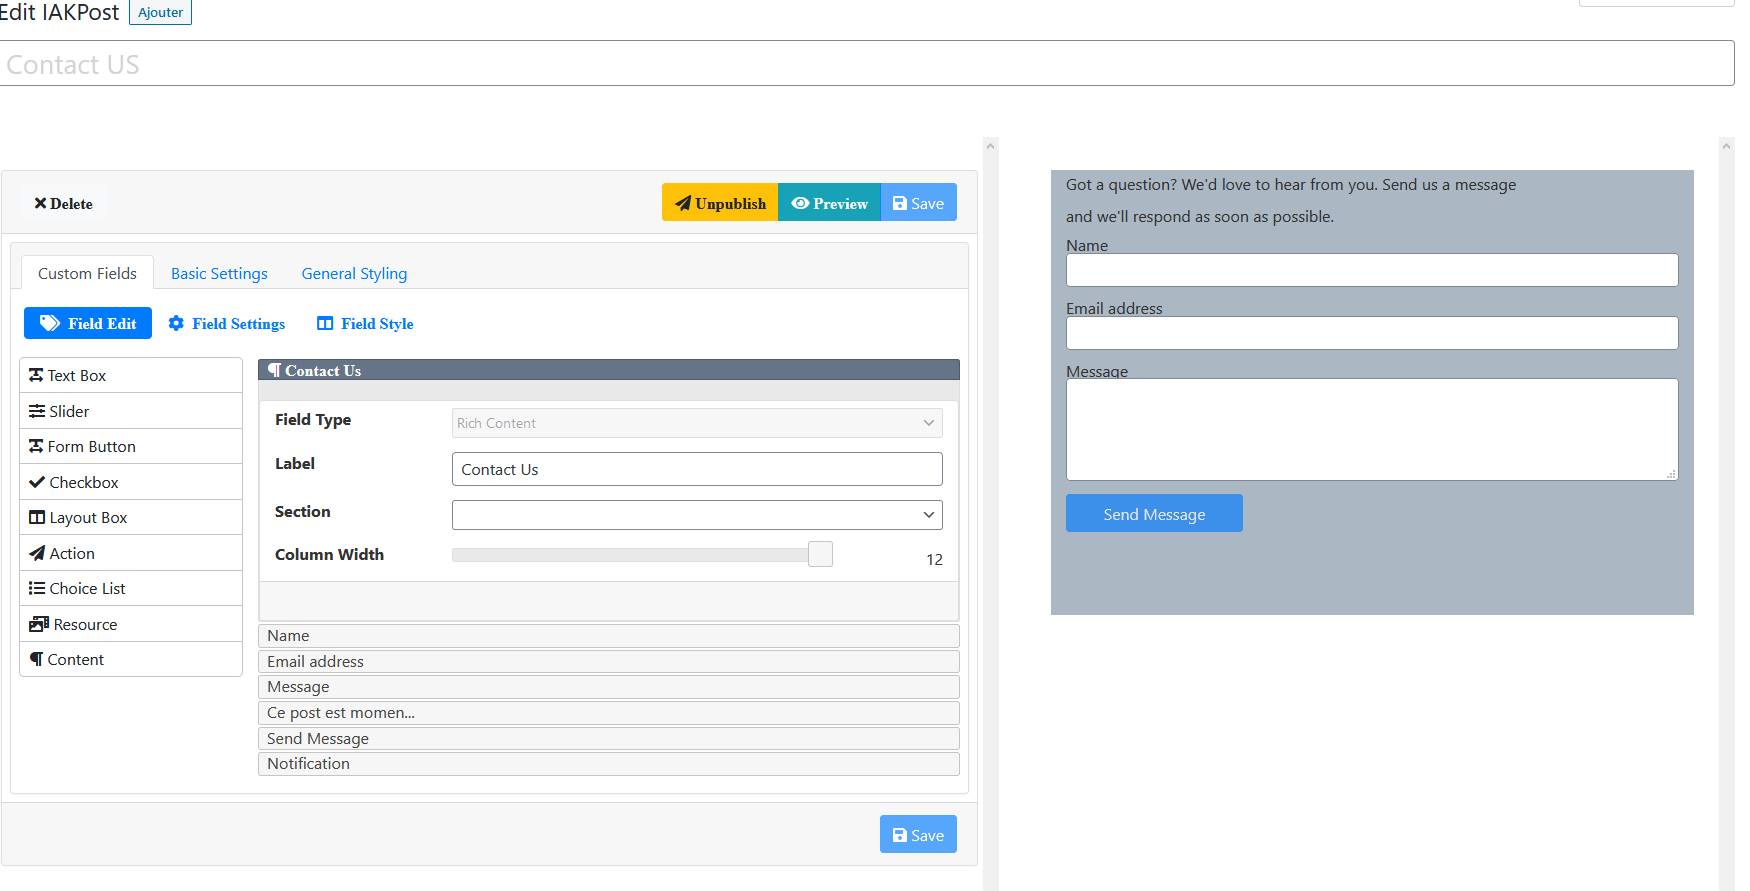 Edit IAKPost Ajouter
Contact US
Delete
Unpublish Preview Save
Custom Fields Basic Settings General Styling
Field Edit Field Settings Field Style
Text Box
Slider
Form Button
Checkbox
Layout Box
Action
Choice List
Resource
Content
Contact Us
Field Type Rich Content
Label Contact Us
Section
Column Width 12
Name
Email address
Message
Ce post est momen...
Send Message
Notification
Save
Got a question? We'd love to hear from you. Send us a message
and we'll respond as soon as possible.
Name
Email address
Message
Send Message